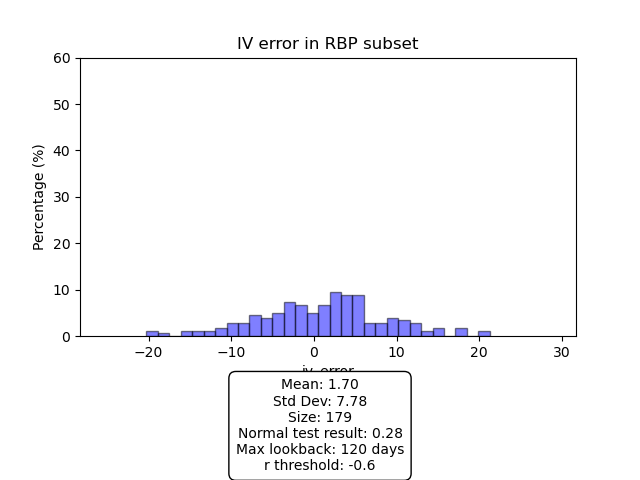 IV error in RBP subset
Percentage (%)
60
50
40
30
20
10
0
−20
−10
0
10
20
30
iv_error
Mean: 1.70
Std Dev: 7.78
Size: 179
Normal test result: 0.28
Max lookback: 120 days
r threshold: -0.6